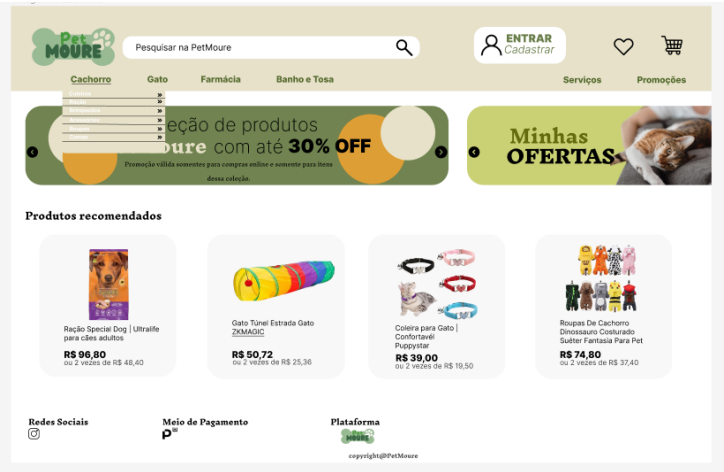 Pet
MOURE
Pesquisar na PetMoure
ENTRAR
Cadastrar
Cachorro Gato Farmácia Banho e Tosa Serviços Promoções
eção de produtos
oure com até 30% OFF
Promoção válida somentes para compras online e somente para itens
dessa coleção.
Minhas
OFERTAS
Produtos recomendados
Ração Special Dog | Ultralife
para cães adultos
R$ 96,80
ou 2 vezes de R$ 48,40
Gato Túnel Estrada Gato
ZKMAGIC
R$ 50,72
ou 2 vezes de R$ 25,36
Coleira para Gato |
Confortavél
Puppystar
R$ 39,00
ou 2 vezes de R$ 19,50
Roupas De Cachorro
Dinossauro Costurado
Suéter Fantasia Para Pet
R$ 74,80
ou 2 vezes de R$ 37,40
Redes Sociais
Meio de Pagamento
Plataforma
Pet
MOURE
copyright@PetMoure